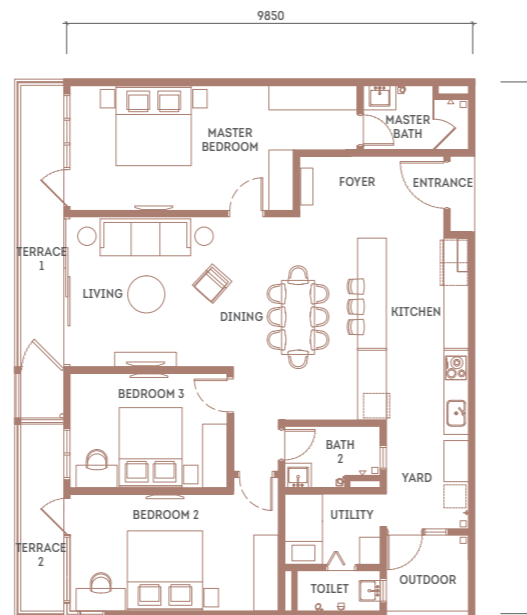 9850
MASTER
BATH
MASTER
BEDROOM
FOYER
ENTRANCE
TERRACE
1
LIVING
DINING
KITCHEN
BEDROOM 3
BATH
2
YARD
BEDROOM 2
UTILITY
TERRACE
2
TOILET
OUTDOOR